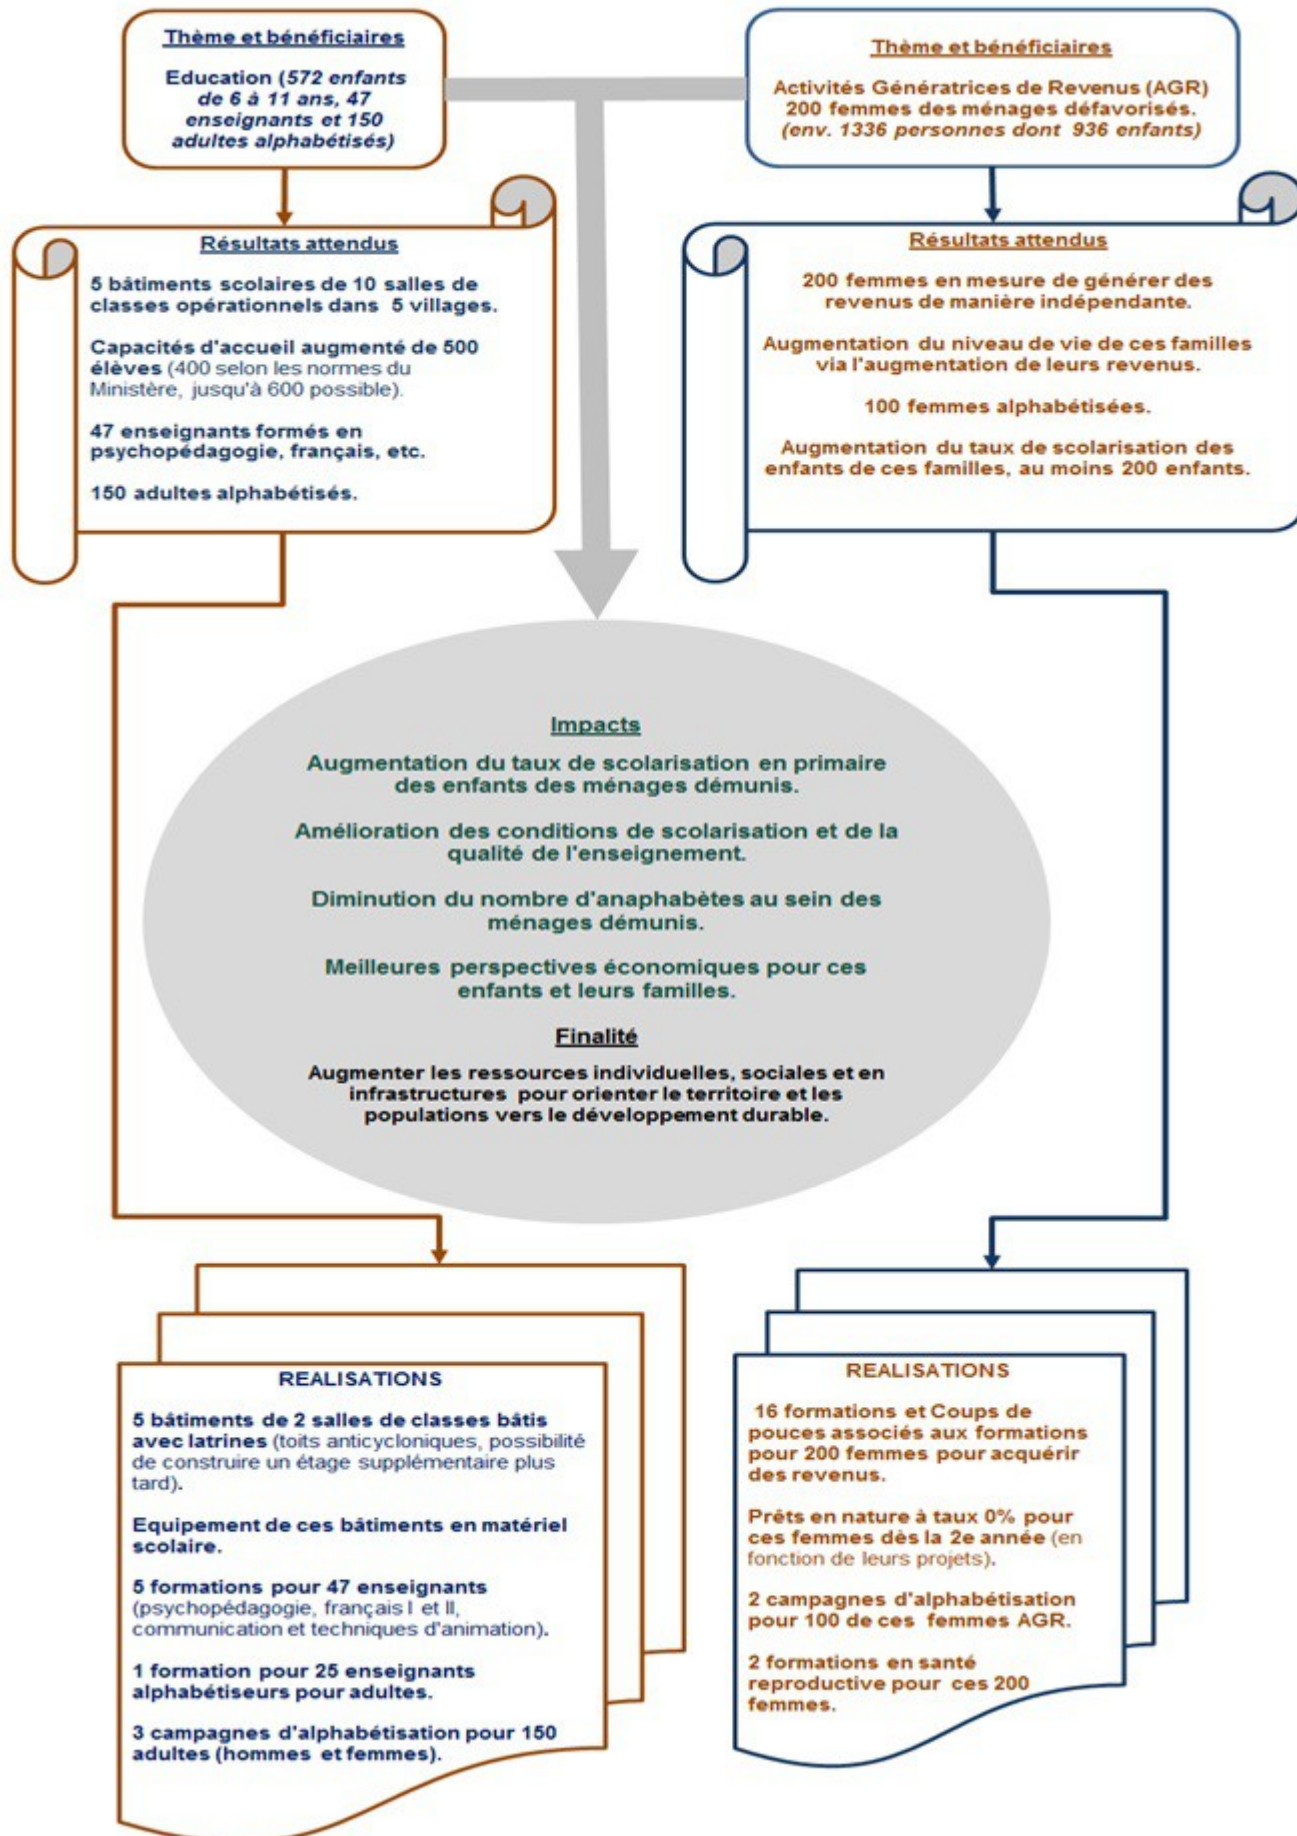 Thème et bénéficiaires
Education (572 enfants
de 6 à 11 ans, 47
enseignants et 150
adultes alphabétisés)
Thème et bénéficiaires
Activités Génératrices de Revenus (AGR)
200 femmes des ménages défavorisés.
(env. 1336 personnes dont 936 enfants)
Résultats attendus
5 bâtiments scolaires de 10 salles de
classes opérationnels dans 5 villages.
Capacités d'accueil augmenté de 500
élèves (400 selon les normes du
Ministère, jusqu'à 600 possible).
47 enseignants formés en
psychopédagogie, français, etc.
150 adultes alphabétisés.
Résultats attendus
200 femmes en mesure de générer des
revenus de manière indépendante.
Augmentation du niveau de vie de ces familles
via l'augmentation de leurs revenus.
100 femmes alphabétisées.
Augmentation du taux de scolarisation des
enfants de ces familles, au moins 200 enfants.
Impacts
Augmentation du taux de scolarisation en primaire
des enfants des ménages démunis.
Amélioration des conditions de scolarisation et de la
qualité de l'enseignement.
Diminution du nombre d'anaphabètes au sein des
ménages démunis.
Meilleures perspectives économiques pour ces
enfants et leurs familles.
Finalité
Augmenter les ressources individuelles, sociales et en
infrastructures pour orienter le territoire et les
populations vers le développement durable.
REALISATIONS
5 bâtiments de 2 salles de classes bâtis
avec latrines (toits anticycloniques, possibilité
de construire un étage supplémentaire plus
tard).
Equipement de ces bâtiments en matériel
scolaire.
5 formations pour 47 enseignants
(psychopédagogie, français I et II,
communication et techniques d'animation).
1 formation pour 25 enseignants
alphabétiseurs pour adultes.
3 campagnes d'alphabétisation pour 150
adultes (hommes et femmes).
REALISATIONS
16 formations et Coups de
pouces associés aux formations
pour 200 femmes pour acquérir
des revenus.
Prêts en nature à taux 0% pour
ces femmes dès la 2e année (en
fonction de leurs projets).
2 campagnes d'alphabétisation
pour 100 de ces femmes AGR.
2 formations en santé
reproductive pour ces 200
femmes.